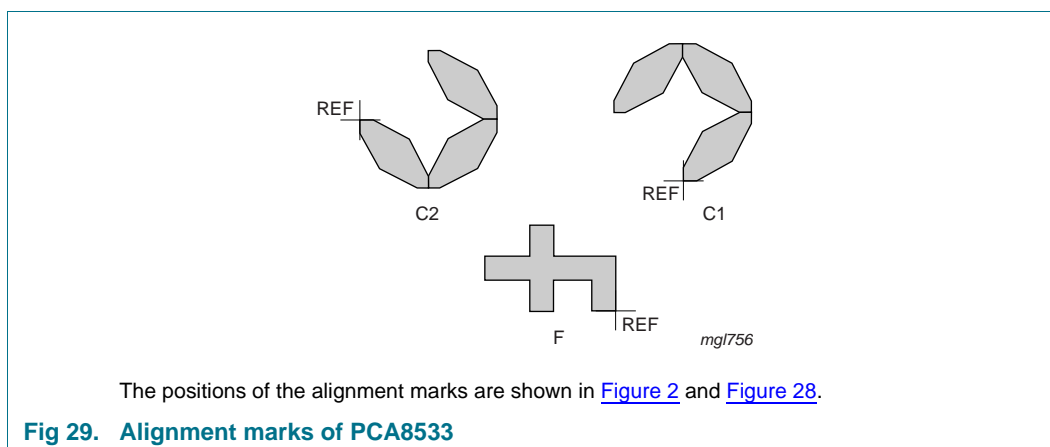 REF
C2
REF
C1
REF
F
mgl756
The positions of the alignment marks are shown in Figure 2 and Figure 28.
Fig 29. Alignment marks of PCA8533